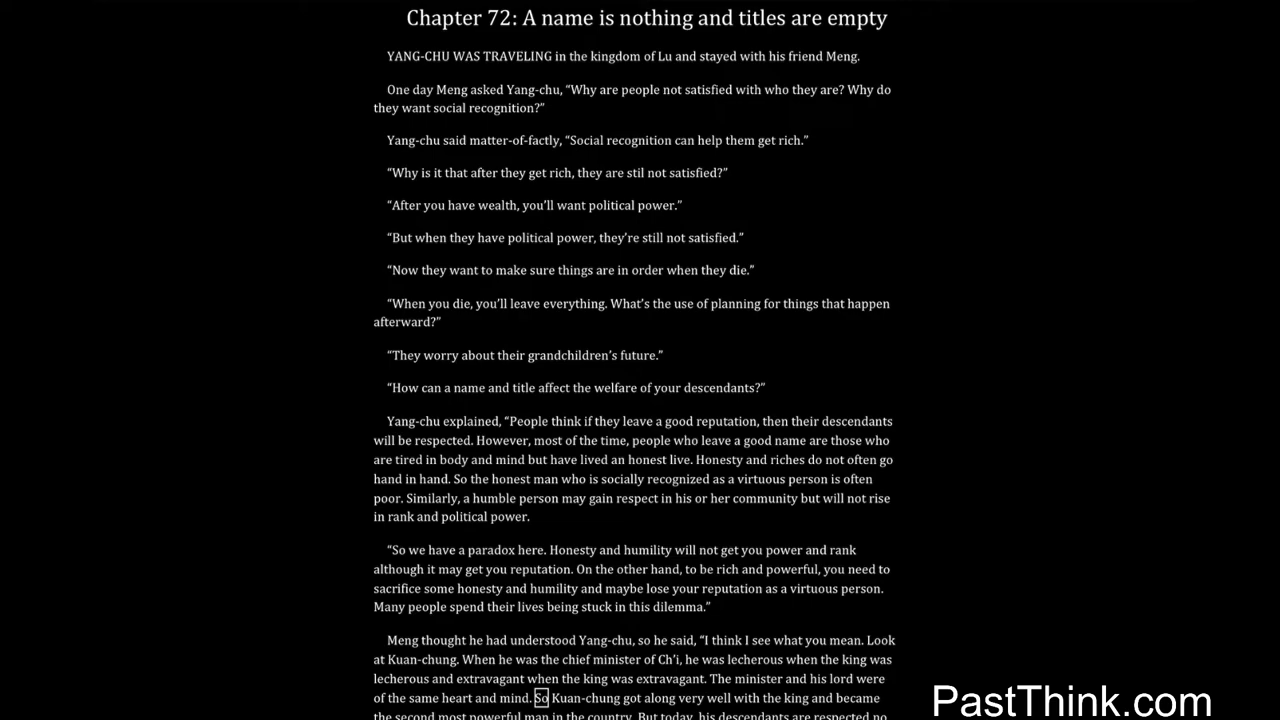 Chapter 72: A name is nothing and titles are empty
YANG-CHU WAS TRAVELING in the kingdom of Lu and stayed with his friend Meng.
One day Meng asked Yang-chu, “Why are people not satisfied with who they are? Why do
they want social recognition?”
Yang-chu said matter-of-factly, “Social recognition can help them get rich.”
“Why is it that after they get rich, they are stil not satisfied?”
“After you have wealth, you’ll want political power.”
“But when they have political power, they’re still not satisfied.”
“Now they want to make sure things are in order when they die.”
“When you die, you’ll leave everything. What’s the use of planning for things that happen
afterward?”
“They worry about their grandchildren’s future.”
“How can a name and title affect the welfare of your descendants?”
Yang-chu explained, “People think if they leave a good reputation, then their descendants
will be respected. However, most of the time, people who leave a good name are those who
are tired in body and mind but have lived an honest live. Honesty and riches do not often go
hand in hand. So the honest man who is socially recognized as a virtuous person is often
poor. Similarly, a humble person may gain respect in his or her community but will not rise
in rank and political power.
“So we have a paradox here. Honesty and humility will not get you power and rank
although it may get you reputation. On the other hand, to be rich and powerful, you need to
sacrifice some honesty and humility and maybe lose your reputation as a virtuous person.
Many people spend their lives being stuck in this dilemma.”
Meng thought he had understood Yang-chu, so he said, “I think I see what you mean. Look
at Kuan-chung. When he was the chief minister of Ch’i, he was lecherous when the king was
lecherous and extravagant when the king was extravagant. The minister and his lord were
of the same heart and mind. So Kuan-chung got along very well with the king and became
the second most powerful man in the country. But today, his descendants are respected no
PastThink.com